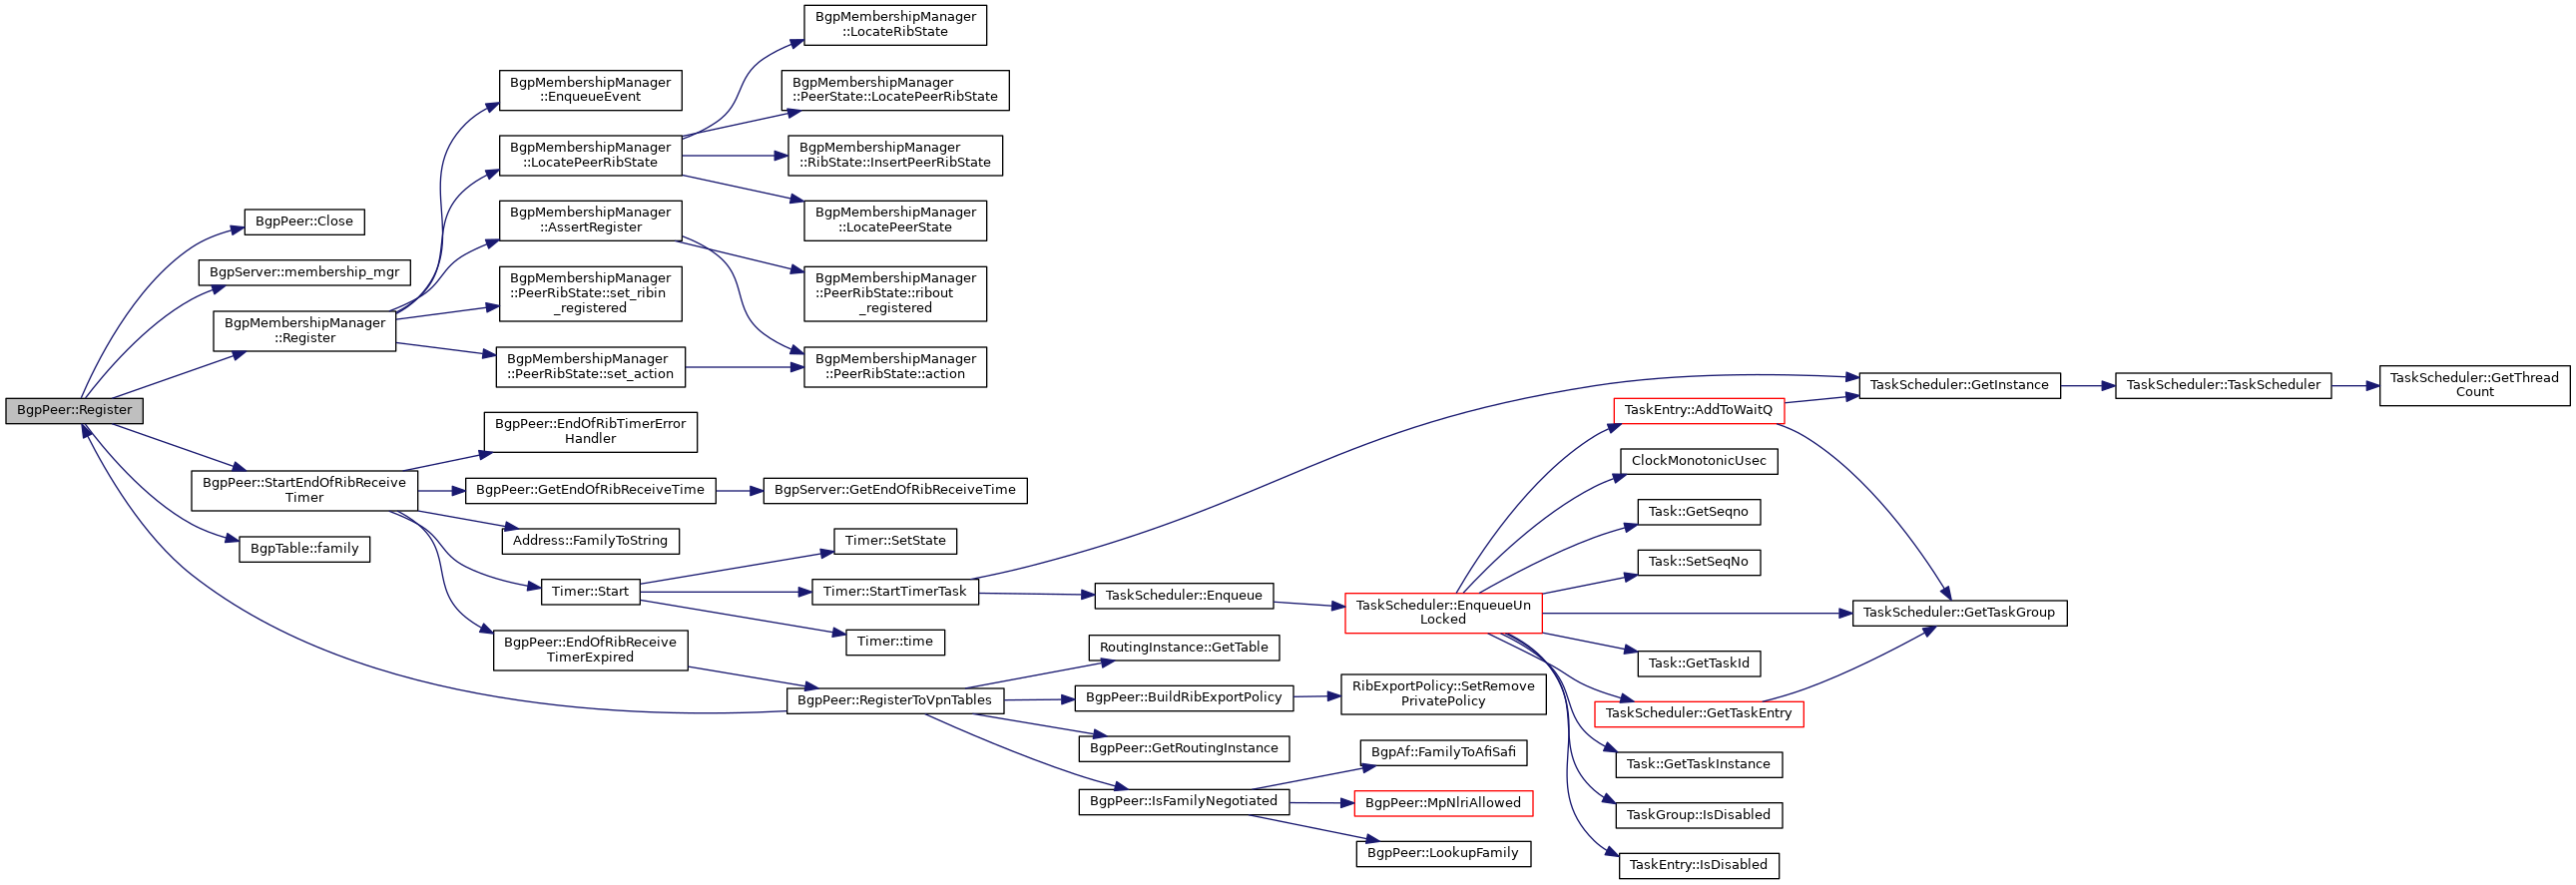 BgpPeer::Register
BgpPeer::Close
BgpServer::membership_mgr
BgpMembershipManager
::Register
BgpPeer::StartEndOfRibReceive
Timer
BgpTable::family
BgpMembershipManager
::EnqueueEvent
BgpMembershipManager
::LocatePeerRibState
BgpMembershipManager
::AssertRegister
BgpMembershipManager
::PeerRibState::set_ribin
_registered
BgpMembershipManager
::PeerRibState::set_action
BgpMembershipManager
::LocateRibState
BgpMembershipManager
::PeerState::LocatePeerRibState
BgpMembershipManager
::RibState::InsertPeerRibState
BgpMembershipManager
::LocatePeerState
BgpMembershipManager
::PeerRibState::ribout
_registered
BgpMembershipManager
::PeerRibState::action
BgpPeer::EndOfRibTimerError
Handler
BgpPeer::GetEndOfRibReceiveTime
BgpServer::GetEndOfRibReceiveTime
Address::FamilyToString
Timer::Start
BgpPeer::EndOfRibReceive
TimerExpired
Timer::SetState
Timer::StartTimerTask
Timer::time
BgpPeer::RegisterToVpnTables
TaskScheduler::Enqueue
RoutingInstance::GetTable
BgpPeer::BuildRibExportPolicy
BgpPeer::GetRoutingInstance
BgpPeer::IsFamilyNegotiated
TaskScheduler::EnqueueUn
Locked
RibExportPolicy::SetRemove
PrivatePolicy
BgpAf::FamilyToAfiSafi
BgpPeer::MpNlriAllowed
BgpPeer::LookupFamily
TaskEntry::AddToWaitQ
ClockMonotonicUsec
Task::GetSeqno
Task::SetSeqNo
Task::GetTaskId
TaskScheduler::GetTaskEntry
Task::GetTaskInstance
TaskGroup::IsDisabled
TaskEntry::IsDisabled
TaskScheduler::GetInstance
TaskScheduler::GetTaskGroup
TaskScheduler::TaskScheduler
TaskScheduler::GetThread
Count